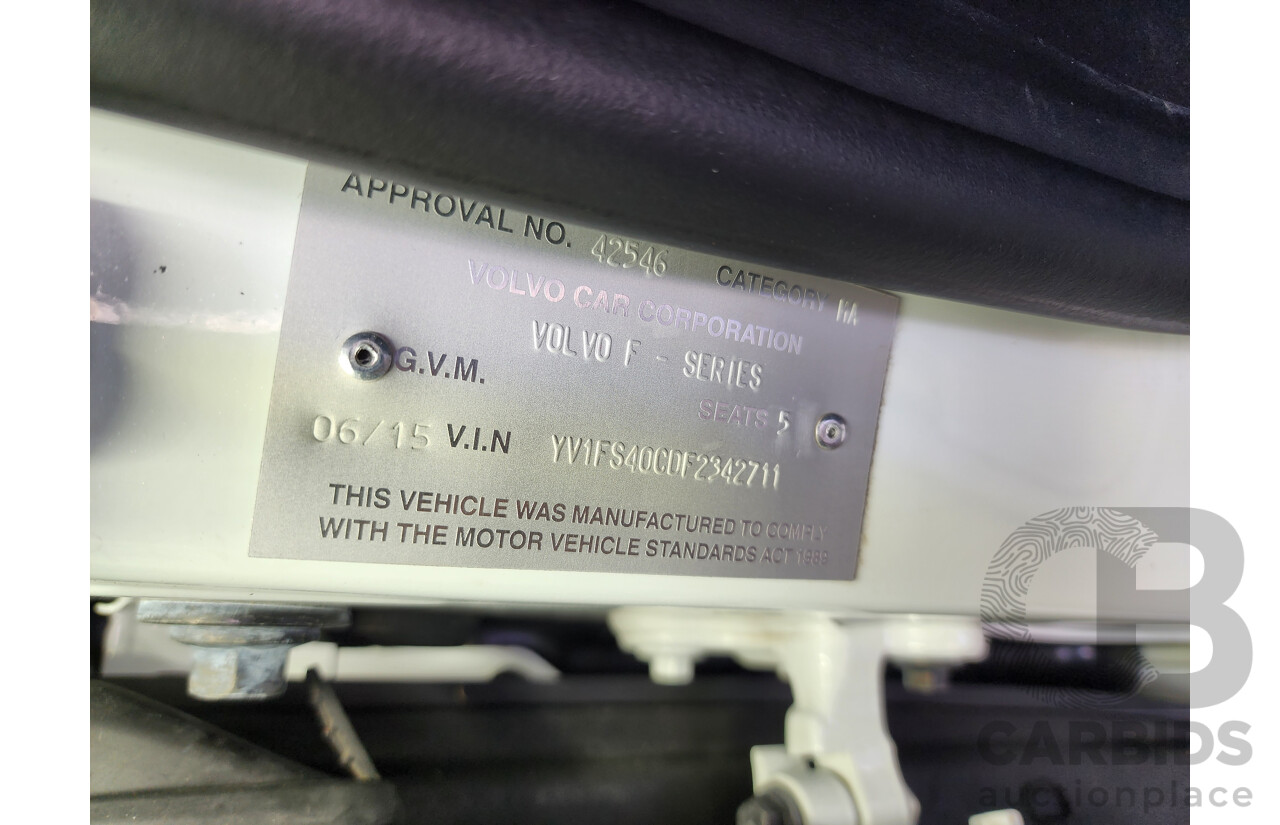 APPROVAL NO. 42546 CATEGORY MA
VOLVO CAR CORPORATION
VOLVO F - SERIES
G.V.M.
SEATS 5
06/15 V.I.N YV1FS40CDF2342711
THIS VEHICLE WAS MANUFACTURED TO COMPLY
WITH THE MOTOR VEHICLE STANDARDS ACT 1989
CB
CARBIDS
auctionplace